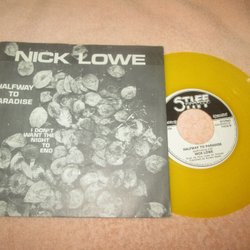 NICK LOWE
HALFWAY
TO
PARADISE
I DON'T
WANT THE
NIGHT
TO
END
STIFF
HALFWAY TO PARADISE
NICK LOWE